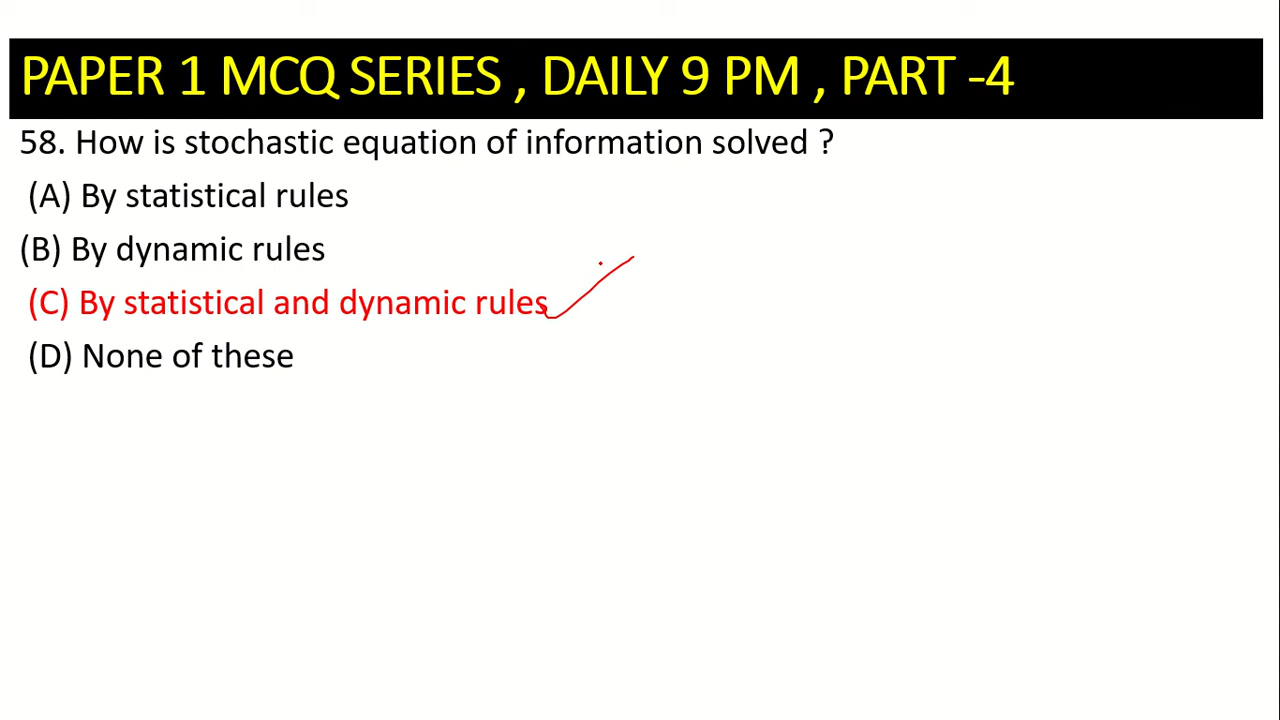 PAPER 1 MCQ SERIES , DAILY 9 PM , PART -4
58. How is stochastic equation of information solved ?
(A) By statistical rules
(B) By dynamic rules
(C) By statistical and dynamic rules
(D) None of these